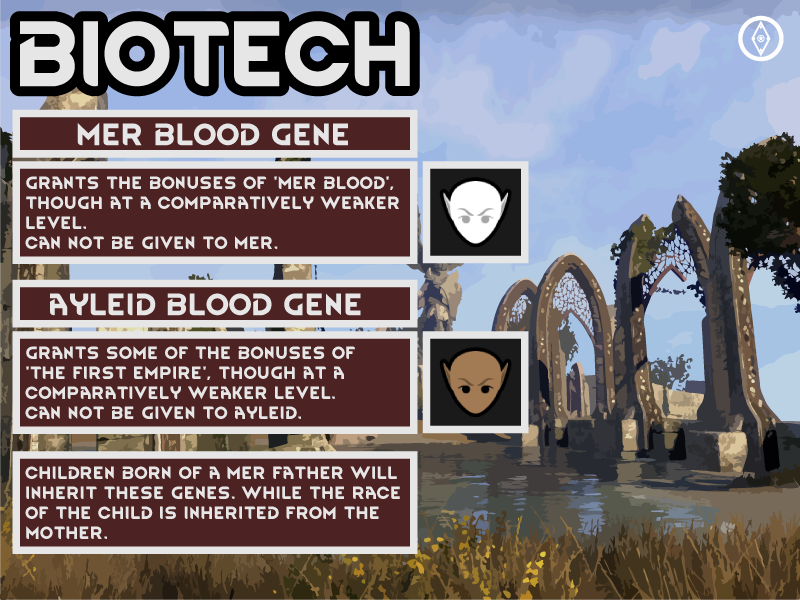 BIOTECH
MER BLOOD GENE
GRANTS THE BONUSES OF 'MER BLOOD',
THOUGH AT A COMPARATIVELY WEAKER
LEVEL.
CAN NOT BE GIVEN TO MER.
AYLEID BLOOD GENE
GRANTS SOME OF THE BONUSES OF
'THE FIRST EMPIRE', THOUGH AT A
COMPARATIVELY WEAKER LEVEL.
CAN NOT BE GIVEN TO AYLEID.
CHILDREN BORN OF A MER FATHER WILL
INHERIT THESE GENES. WHILE THE RACE
OF THE CHILD IS INHERITED FROM THE
MOTHER.